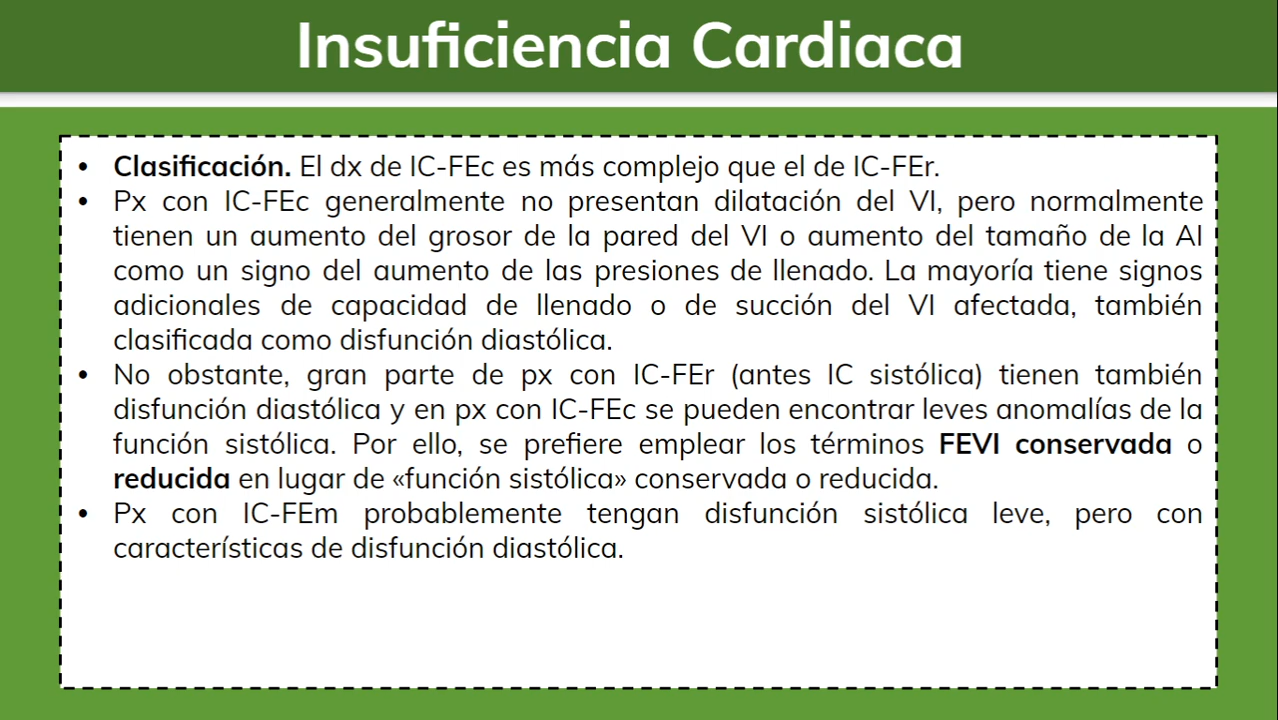 Insuficiencia Cardiaca
• Clasificación. El dx de IC-FEc es más complejo que el de IC-FEr.
• Px con IC-FEc generalmente no presentan dilatación del VI, pero normalmente
tienen un aumento del grosor de la pared del VI o aumento del tamaño de la AI
como un signo del aumento de las presiones de llenado. La mayoría tiene signos
adicionales de capacidad de llenado o de succión del VI afectada, también
clasificada como disfunción diastólica.
• No obstante, gran parte de px con IC-FEr (antes IC sistólica) tienen también
disfunción diastólica y en px con IC-FEc se pueden encontrar leves anomalías de la
función sistólica. Por ello, se prefiere emplear los términos FEVI conservada o
reducida en lugar de «función sistólica» conservada o reducida.
• Px con IC-FEm probablemente tengan disfunción sistólica leve, pero con
características de disfunción diastólica.